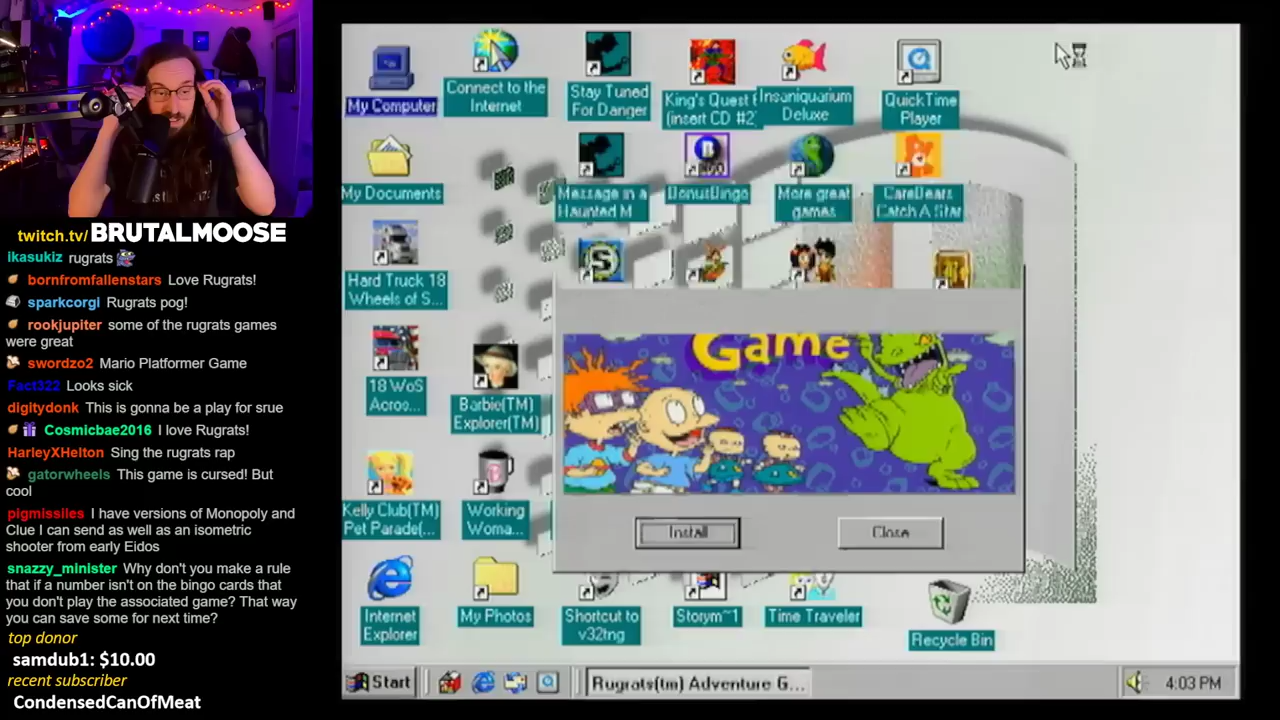 twitch.tv/BRUTALMOOSE
ikasukiz rugrats
bornfromfallenstars Love Rugrats!
sparkcorgi Rugrats pog!
rookjupiter some of the rugrats games
were great
swordzo2 Mario Platformer Game
Fact322 Looks sick
digitydonk This is gonna be a play for srue
Cosmicbae2016 I love Rugrats!
HarleyXHelton Sing the rugrats rap
gatorwheels This game is cursed! But
cool
pigmissiles I have versions of Monopoly and
Clue I can send as well as an isometric
shooter from early Eidos
snazzy_minister Why don't you make a rule
that if a number isn't on the bingo cards that
you don't play the associated game? That way
you can save some for next time?
top donor
samdub1: $10.00
recent subscriber
CondensedCanOfMeat
My Computer
Connect to the
Internet
Stay Tuned
For Danger
King's Quest
(insert CD #2)
Insaniquarium
Deluxe
QuickTime
Player
My Documents
Message in a
Haunted M
BonusBingo
More great
games
CareBears
Catch A Star
Hard Truck 18
Wheels of S...
18 WoS
Acros...
Barbie(TM)
Explorer(TM)
Game
Kelly Club(TM)
Pet Parade(...
Working
Woma...
Install
Close
Internet
Explorer
My Photos
Shortcut to
v32tng
Storym~1
Time Traveler
Recycle Bin
Start
Rugrats(tm) Adventure G...
4:03 PM